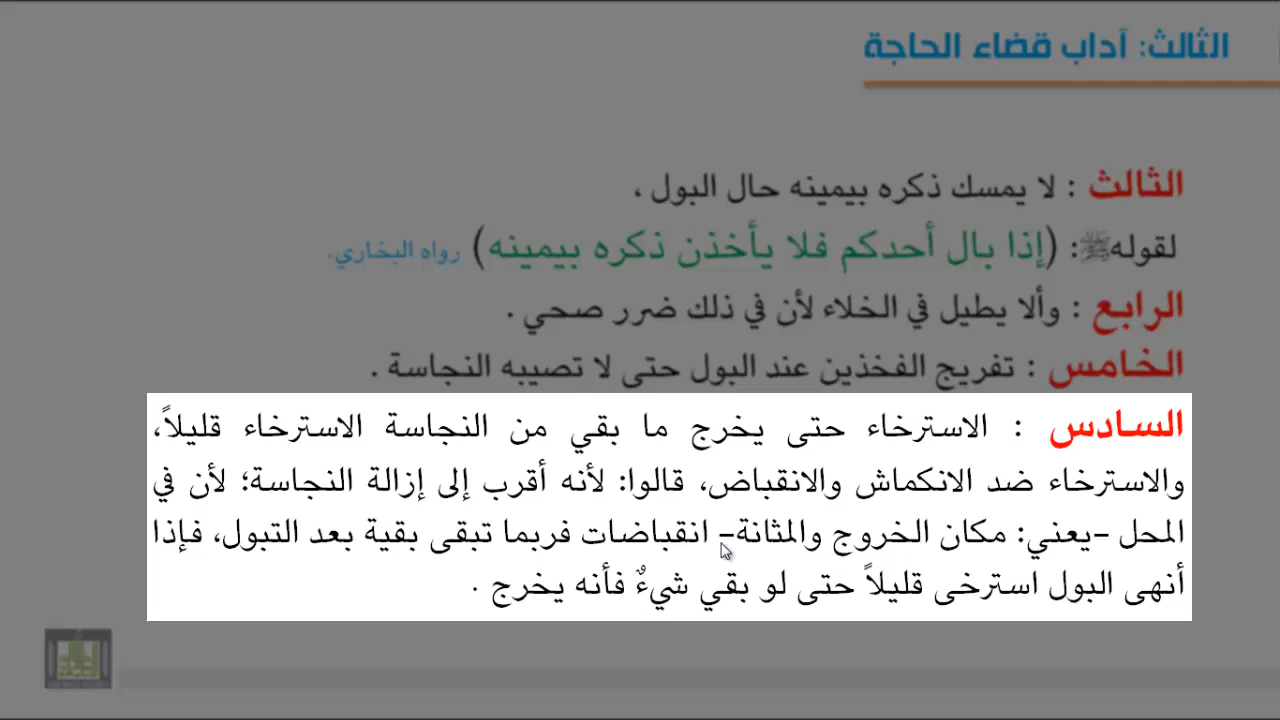 الثالث: آداب قضاء الحاجة
الثالث : لا يمسك ذكره بيمينه حال البول ،
لقوله ﷺ: (إذا بال أحدكم فلا يأخذن ذكره بيمينه) رواه البخاري.
الرابع : وألا يطيل في الخلاء لأن في ذلك ضرر صحي .
الخامس : تفريج الفخذين عند البول حتى لا تصيبه النجاسة .
السادس : الاسترخاء حتى يخرج ما بقي من النجاسة الاسترخاء قليلاً،
والاسترخاء ضد الانكماش والانقباض، قالوا: لأنه أقرب إلى إزالة النجاسة؛ لأن في
المحل -يعني: مكان الخروج والمثانة- انقباضات فربما تبقى بقية بعد التبول، فإذا
أنهى البول استرخى قليلاً حتى لو بقي شيءٌ فأنه يخرج .